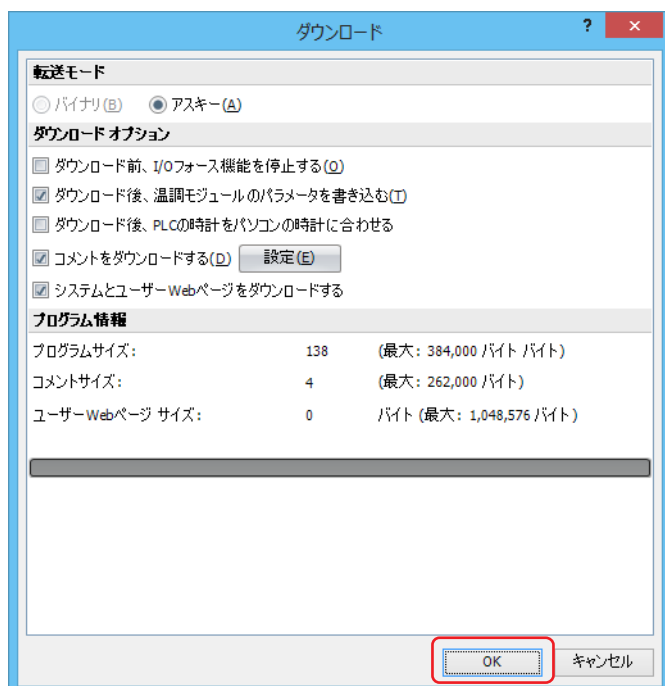 ダウンロード
? ×
転送モード
バイナリ(B) アスキー(A)
ダウンロード オプション
ダウンロード前、I/Oフォース機能を停止する(O)
ダウンロード後、温調モジュールのパラメータを書き込む(T)
ダウンロード後、PLCの時計をパソコンの時計に合わせる
コメントをダウンロードする(D) 設定(E)
システムとユーザーWebページをダウンロードする
プログラム情報
プログラムサイズ: 138 (最大: 384,000 バイト バイト)
コメントサイズ: 4 (最大: 262,000 バイト)
ユーザーWebページ サイズ: 0 バイト (最大: 1,048,576 バイト)
OK キャンセル